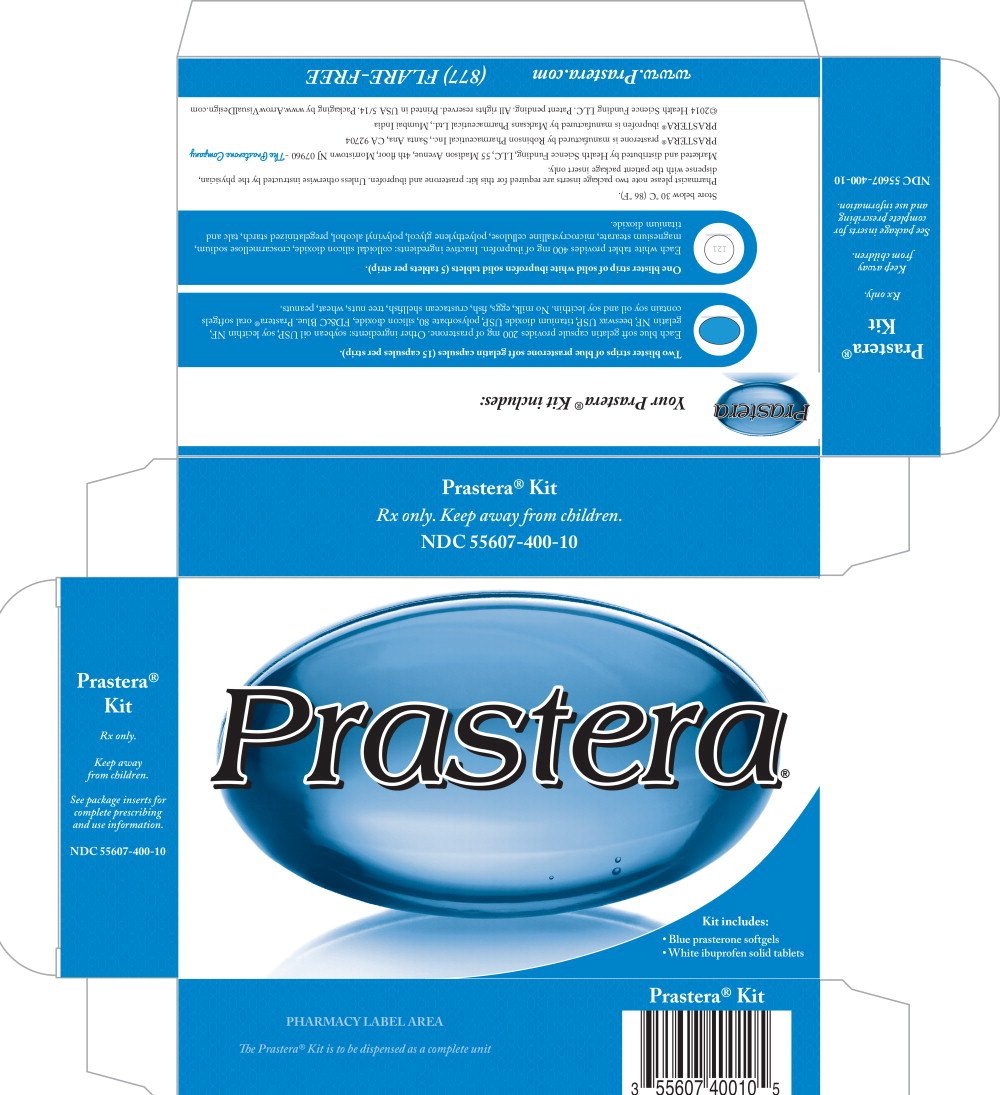 www.Prastera.com (877) FLARE-FREE
©2014 Health Science Funding LLC. Patent pending. All rights reserved. Printed in USA 5/14. Packaging by www.ArrowVisualDesign.com
PRASTERA® ibuprofen is manufactured by Marksans Pharmaceutical Ltd., Mumbai India
PRASTERA® prasterone is manufactured by Robinson Pharmaceutical Inc., Santa Ana, CA 92704
Marketed and distributed by Health Science Funding, LLC, 55 Madison Avenue, 4th floor, Morristown NJ 07960 - The Prasterone Company
dispense with the patient package insert only.
Pharmacist please note two package inserts are required for this kit: prasterone and ibuprofen. Unless otherwise instructed by the physician,
Store below 30 °C (86 °F).
titanium dioxide.
magnesium stearate, microcrystalline cellulose, polyethylene glycol, polyvinyl alcohol, pregelatinized starch, talc and
Each white tablet provides 400 mg of ibuprofen. Inactive ingredients: colloidal silicon dioxide, croscarmellose sodium,
121
One blister strip of solid white ibuprofen solid tablets (5 tablets per strip).
contain soy oil and soy lecithin. No milk, eggs, fish, crustacean shellfish, tree nuts, wheat, peanuts.
gelatin NF, beeswax USP, titanium dioxide USP, polysorbate 80, silicon dioxide, FD&C Blue. Prastera® oral softgels
Each blue soft gelatin capsule provides 200 mg of prasterone. Other ingredients: soybean oil USP, soy lecithin NF,
Two blister strips of blue prasterone soft gelatin capsules (15 capsules per strip).
Your Prastera® Kit includes:
Prastera
NDC 55607-400-10
and use information.
complete prescribing
See package inserts for
from children.
Keep away
Rx only.
Kit
Prastera®
Prastera® Kit
Rx only. Keep away from children.
NDC 55607-400-10
Prastera®
Kit
Rx only.
Keep away
from children.
See package inserts for
complete prescribing
and use information.
NDC 55607-400-10
Prastera®
Kit includes:
• Blue prasterone softgels
• White ibuprofen solid tablets
PHARMACY LABEL AREA
The Prastera® Kit is to be dispensed as a complete unit
Prastera® Kit
3 55607 40010 5